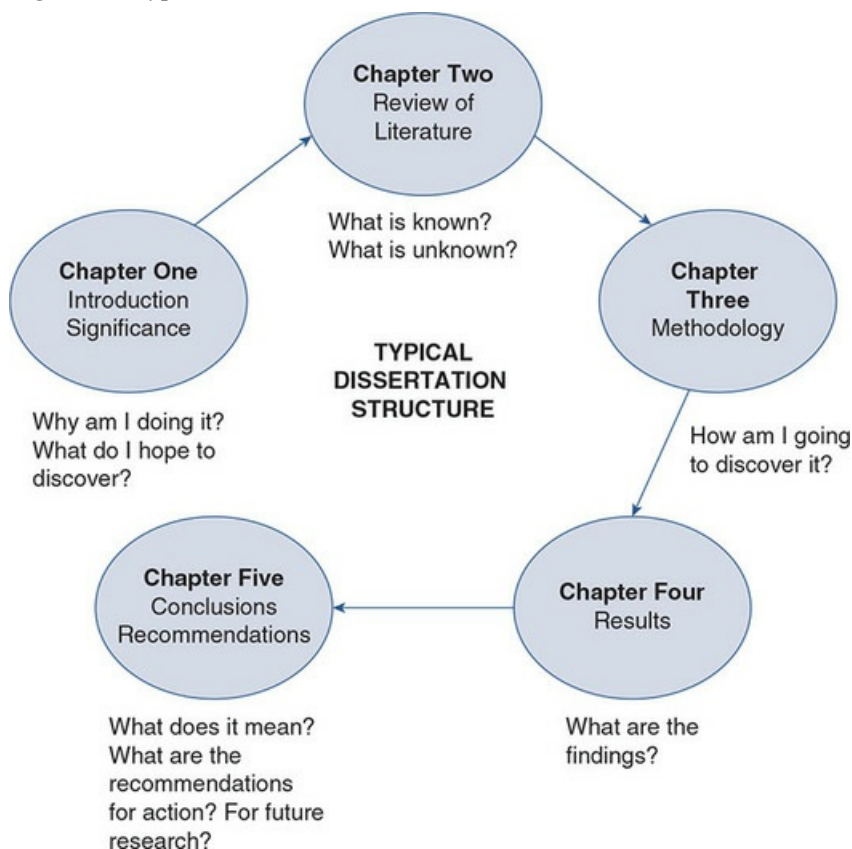 Chapter Two
Review of
Literature
What is known?
What is unknown?
Chapter One
Introduction
Significance
Why am I doing it?
What do I hope to
discover?
TYPICAL
DISSERTATION
STRUCTURE
Chapter
Three
Methodology
How am I going
to discover it?
Chapter Four
Results
What are the
findings?
Chapter Five
Conclusions
Recommendations
What does it mean?
What are the
recommendations
for action? For future
research?